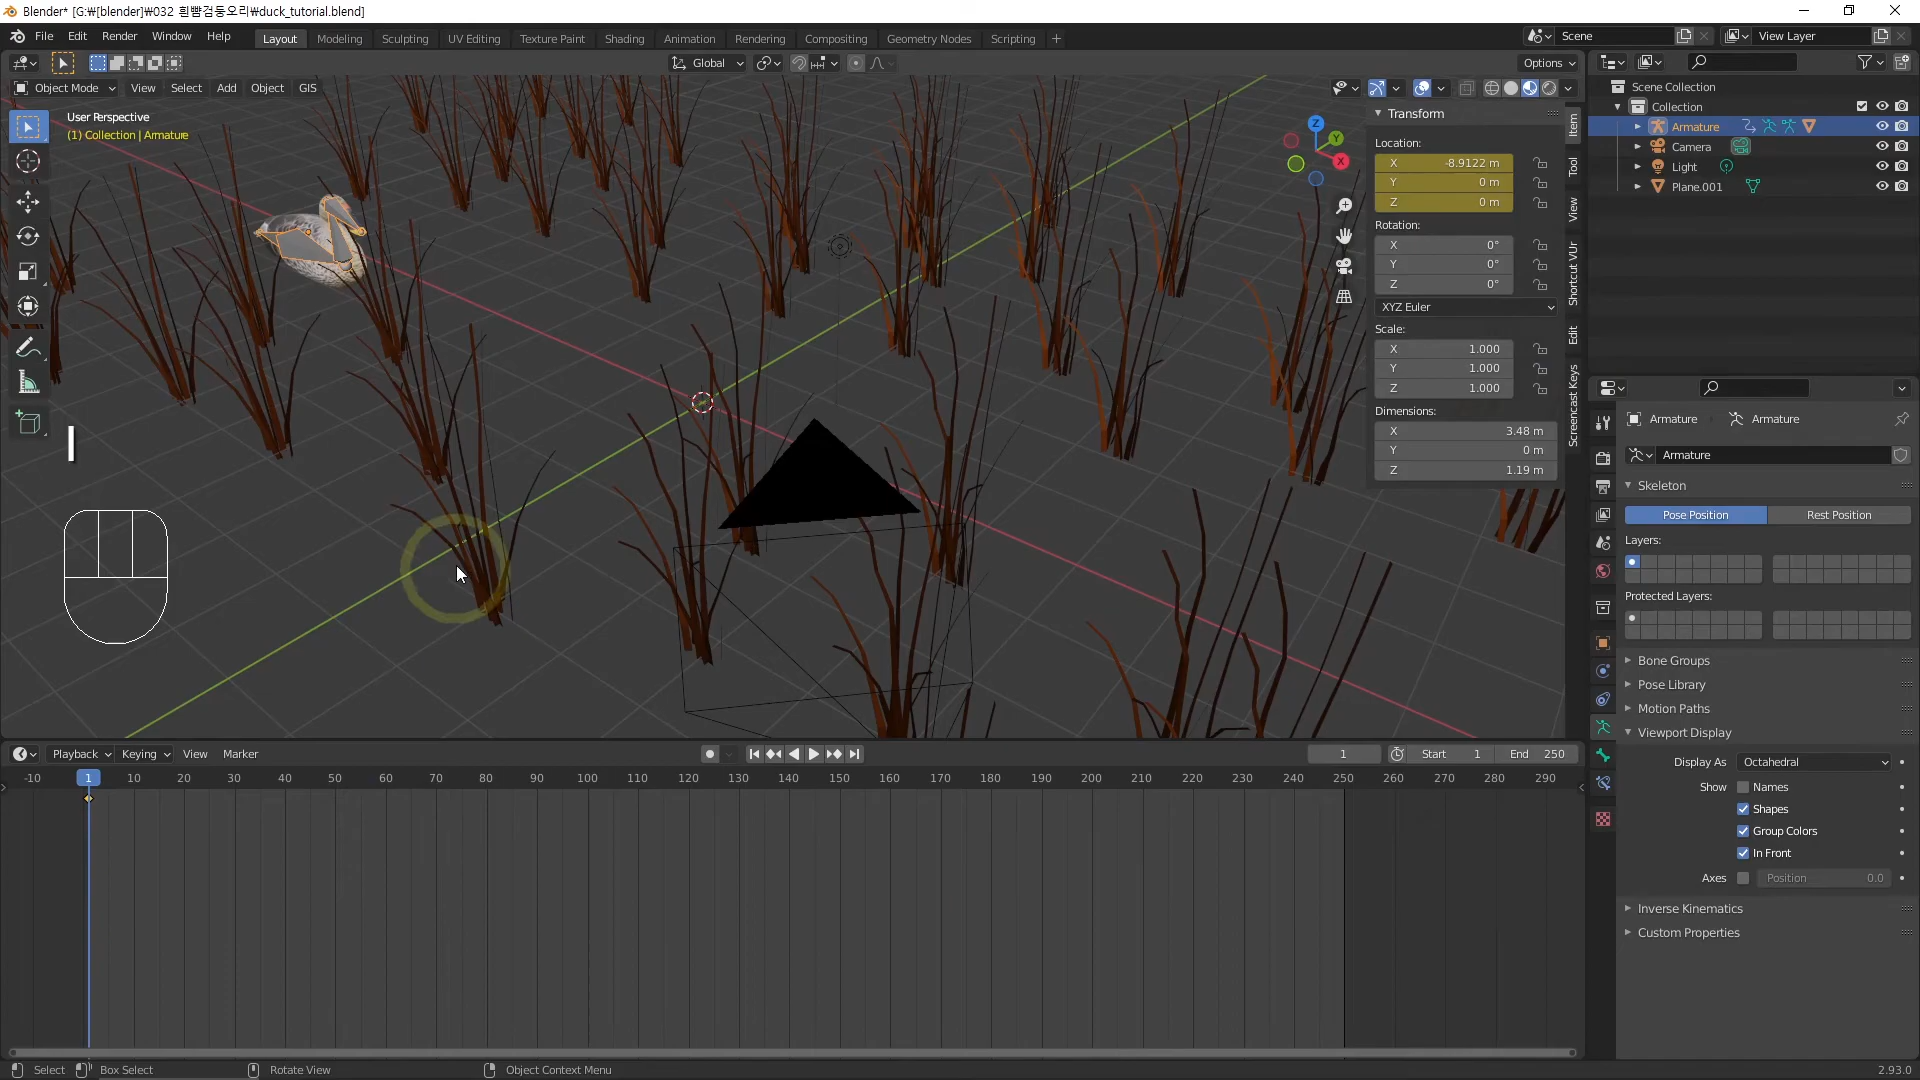 Blender* [G:₩[blender]₩032 흰뺨검둥오리₩duck_tutorial.blend]
File Edit Render Window Help Layout Modeling Sculpting UV Editing Texture Paint Shading Animation Rendering Compositing Geometry Nodes Scripting + Scene View Layer
Global Options
Object Mode View Select Add Object GIS
User Perspective
(1) Collection | Armature
Z
Y
X
I
Transform
Location:
X -8.9122 m
Y 0 m
Z 0 m
Rotation:
X 0°
Y 0°
Z 0°
XYZ Euler
Scale:
X 1.000
Y 1.000
Z 1.000
Dimensions:
X 3.48 m
Y 0 m
Z 1.19 m
Item
Tool
View
Shortcut VUr
Edit
Screencast Keys
Scene Collection
Collection
Armature
Camera
Light
Plane.001
Armature Armature
Armature
Skeleton
Pose Position Rest Position
Layers:
Protected Layers:
Bone Groups
Pose Library
Motion Paths
Viewport Display
Display As Octahedral
Show Names
Shapes
Group Colors
In Front
Axes Position 0.0
Inverse Kinematics
Custom Properties
Playback Keying View Marker 1 Start 1 End 250
-10 1 10 20 30 40 50 60 70 80 90 100 110 120 130 140 150 160 170 180 190 200 210 220 230 240 250 260 270 280 290
Select Box Select Rotate View Object Context Menu 2.93.0